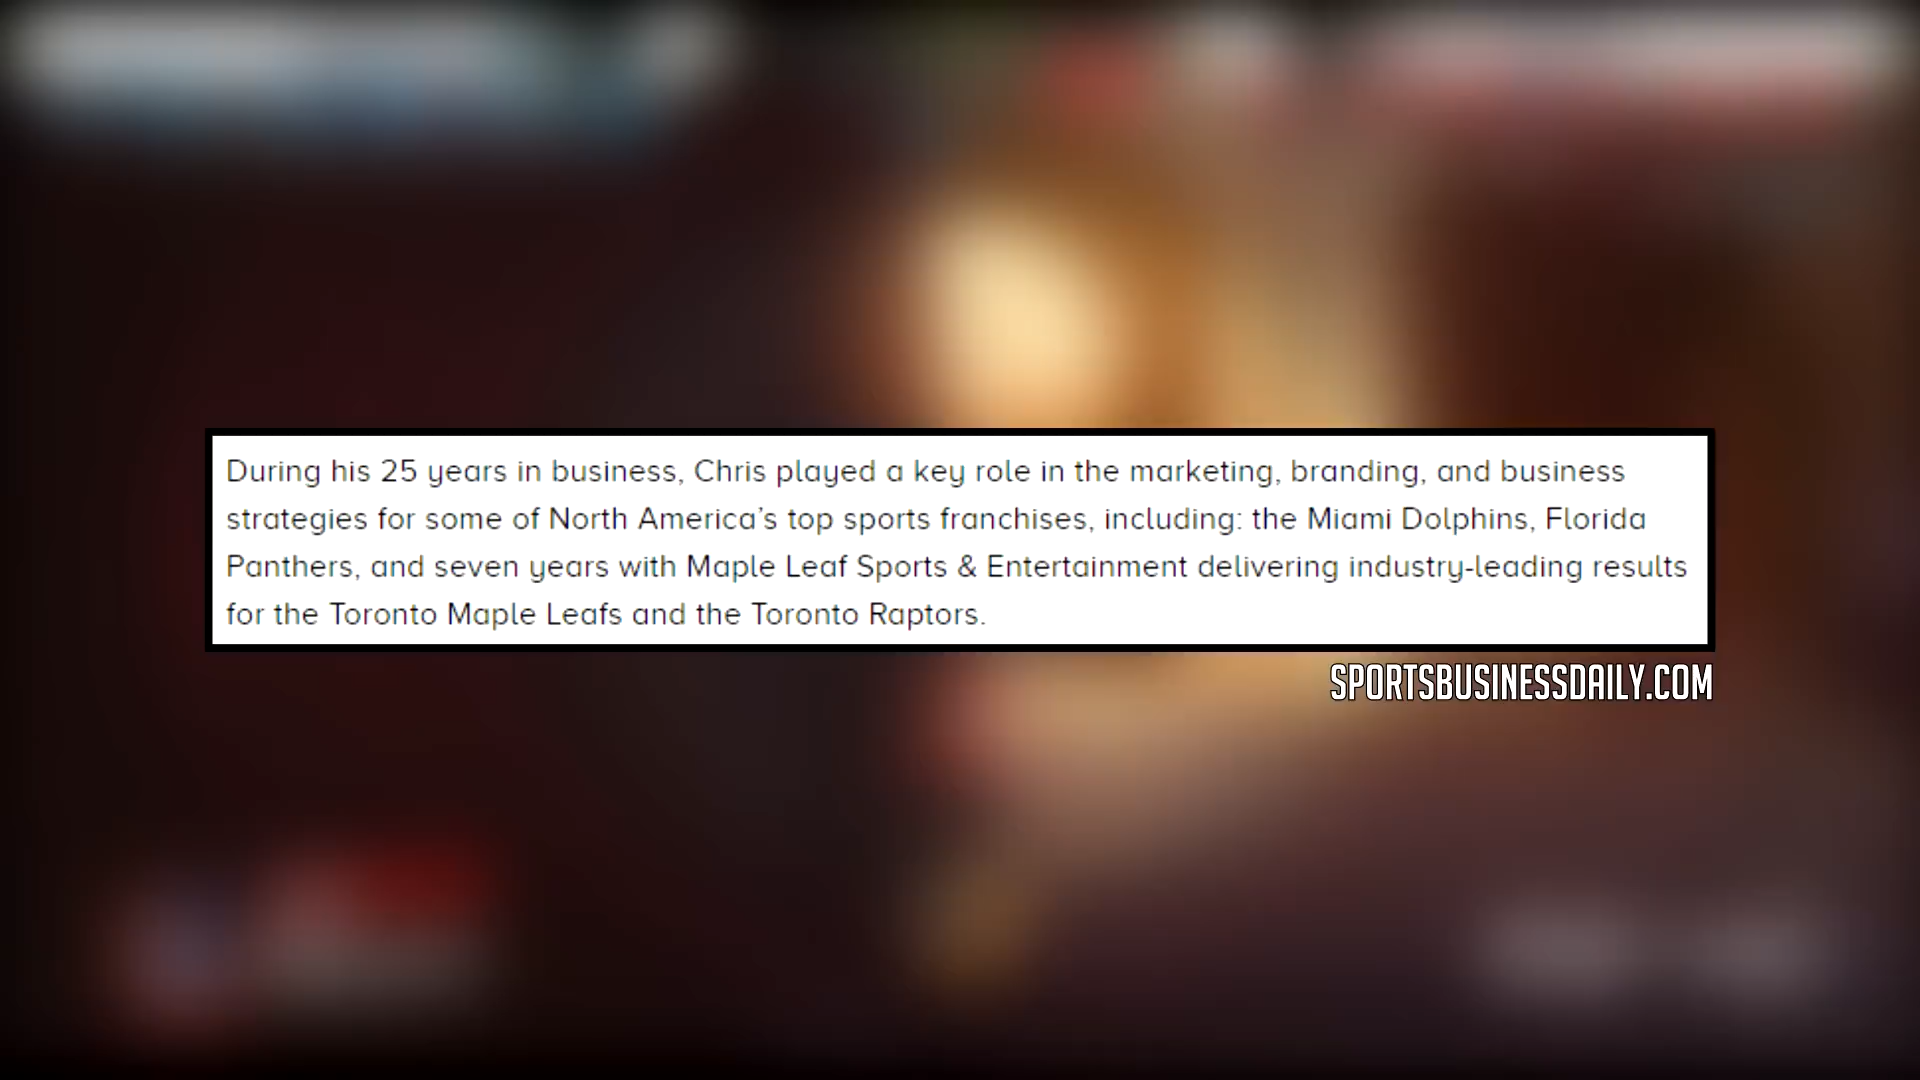 During his 25 years in business, Chris played a key role in the marketing, branding, and business
strategies for some of North America’s top sports franchises, including: the Miami Dolphins, Florida
Panthers, and seven years with Maple Leaf Sports & Entertainment delivering industry-leading results
for the Toronto Maple Leafs and the Toronto Raptors.
SPORTSBUSINESSDAILY.COM